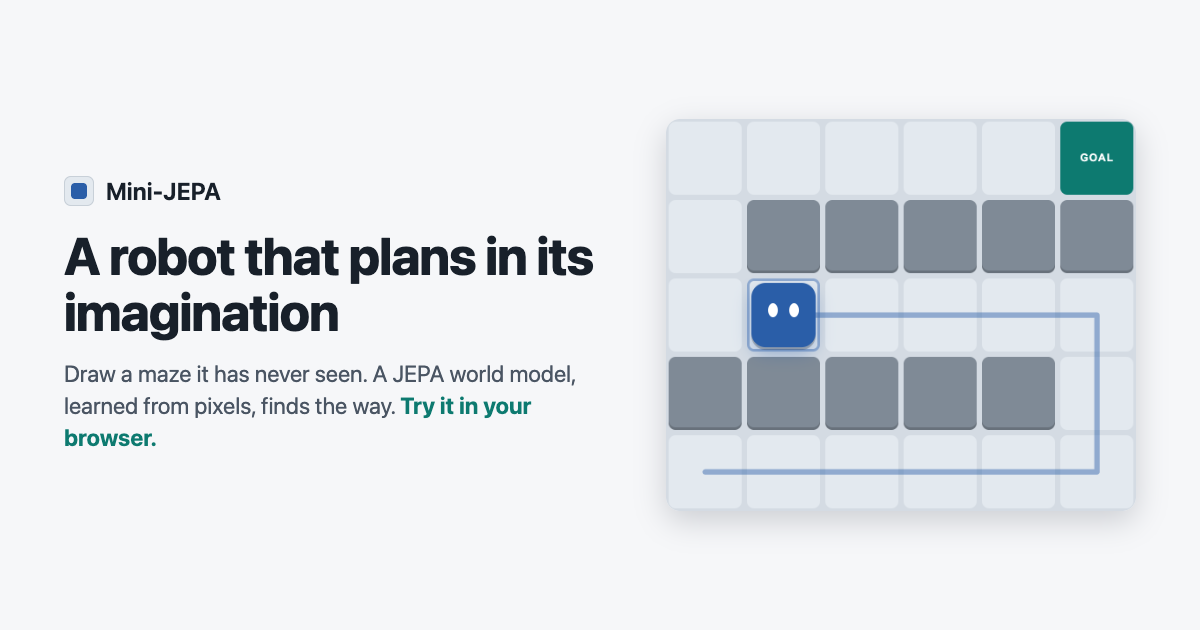 Mini-JEPA
A robot that plans in its
imagination
Draw a maze it has never seen. A JEPA world model,
learned from pixels, finds the way. Try it in your
browser.
GOAL